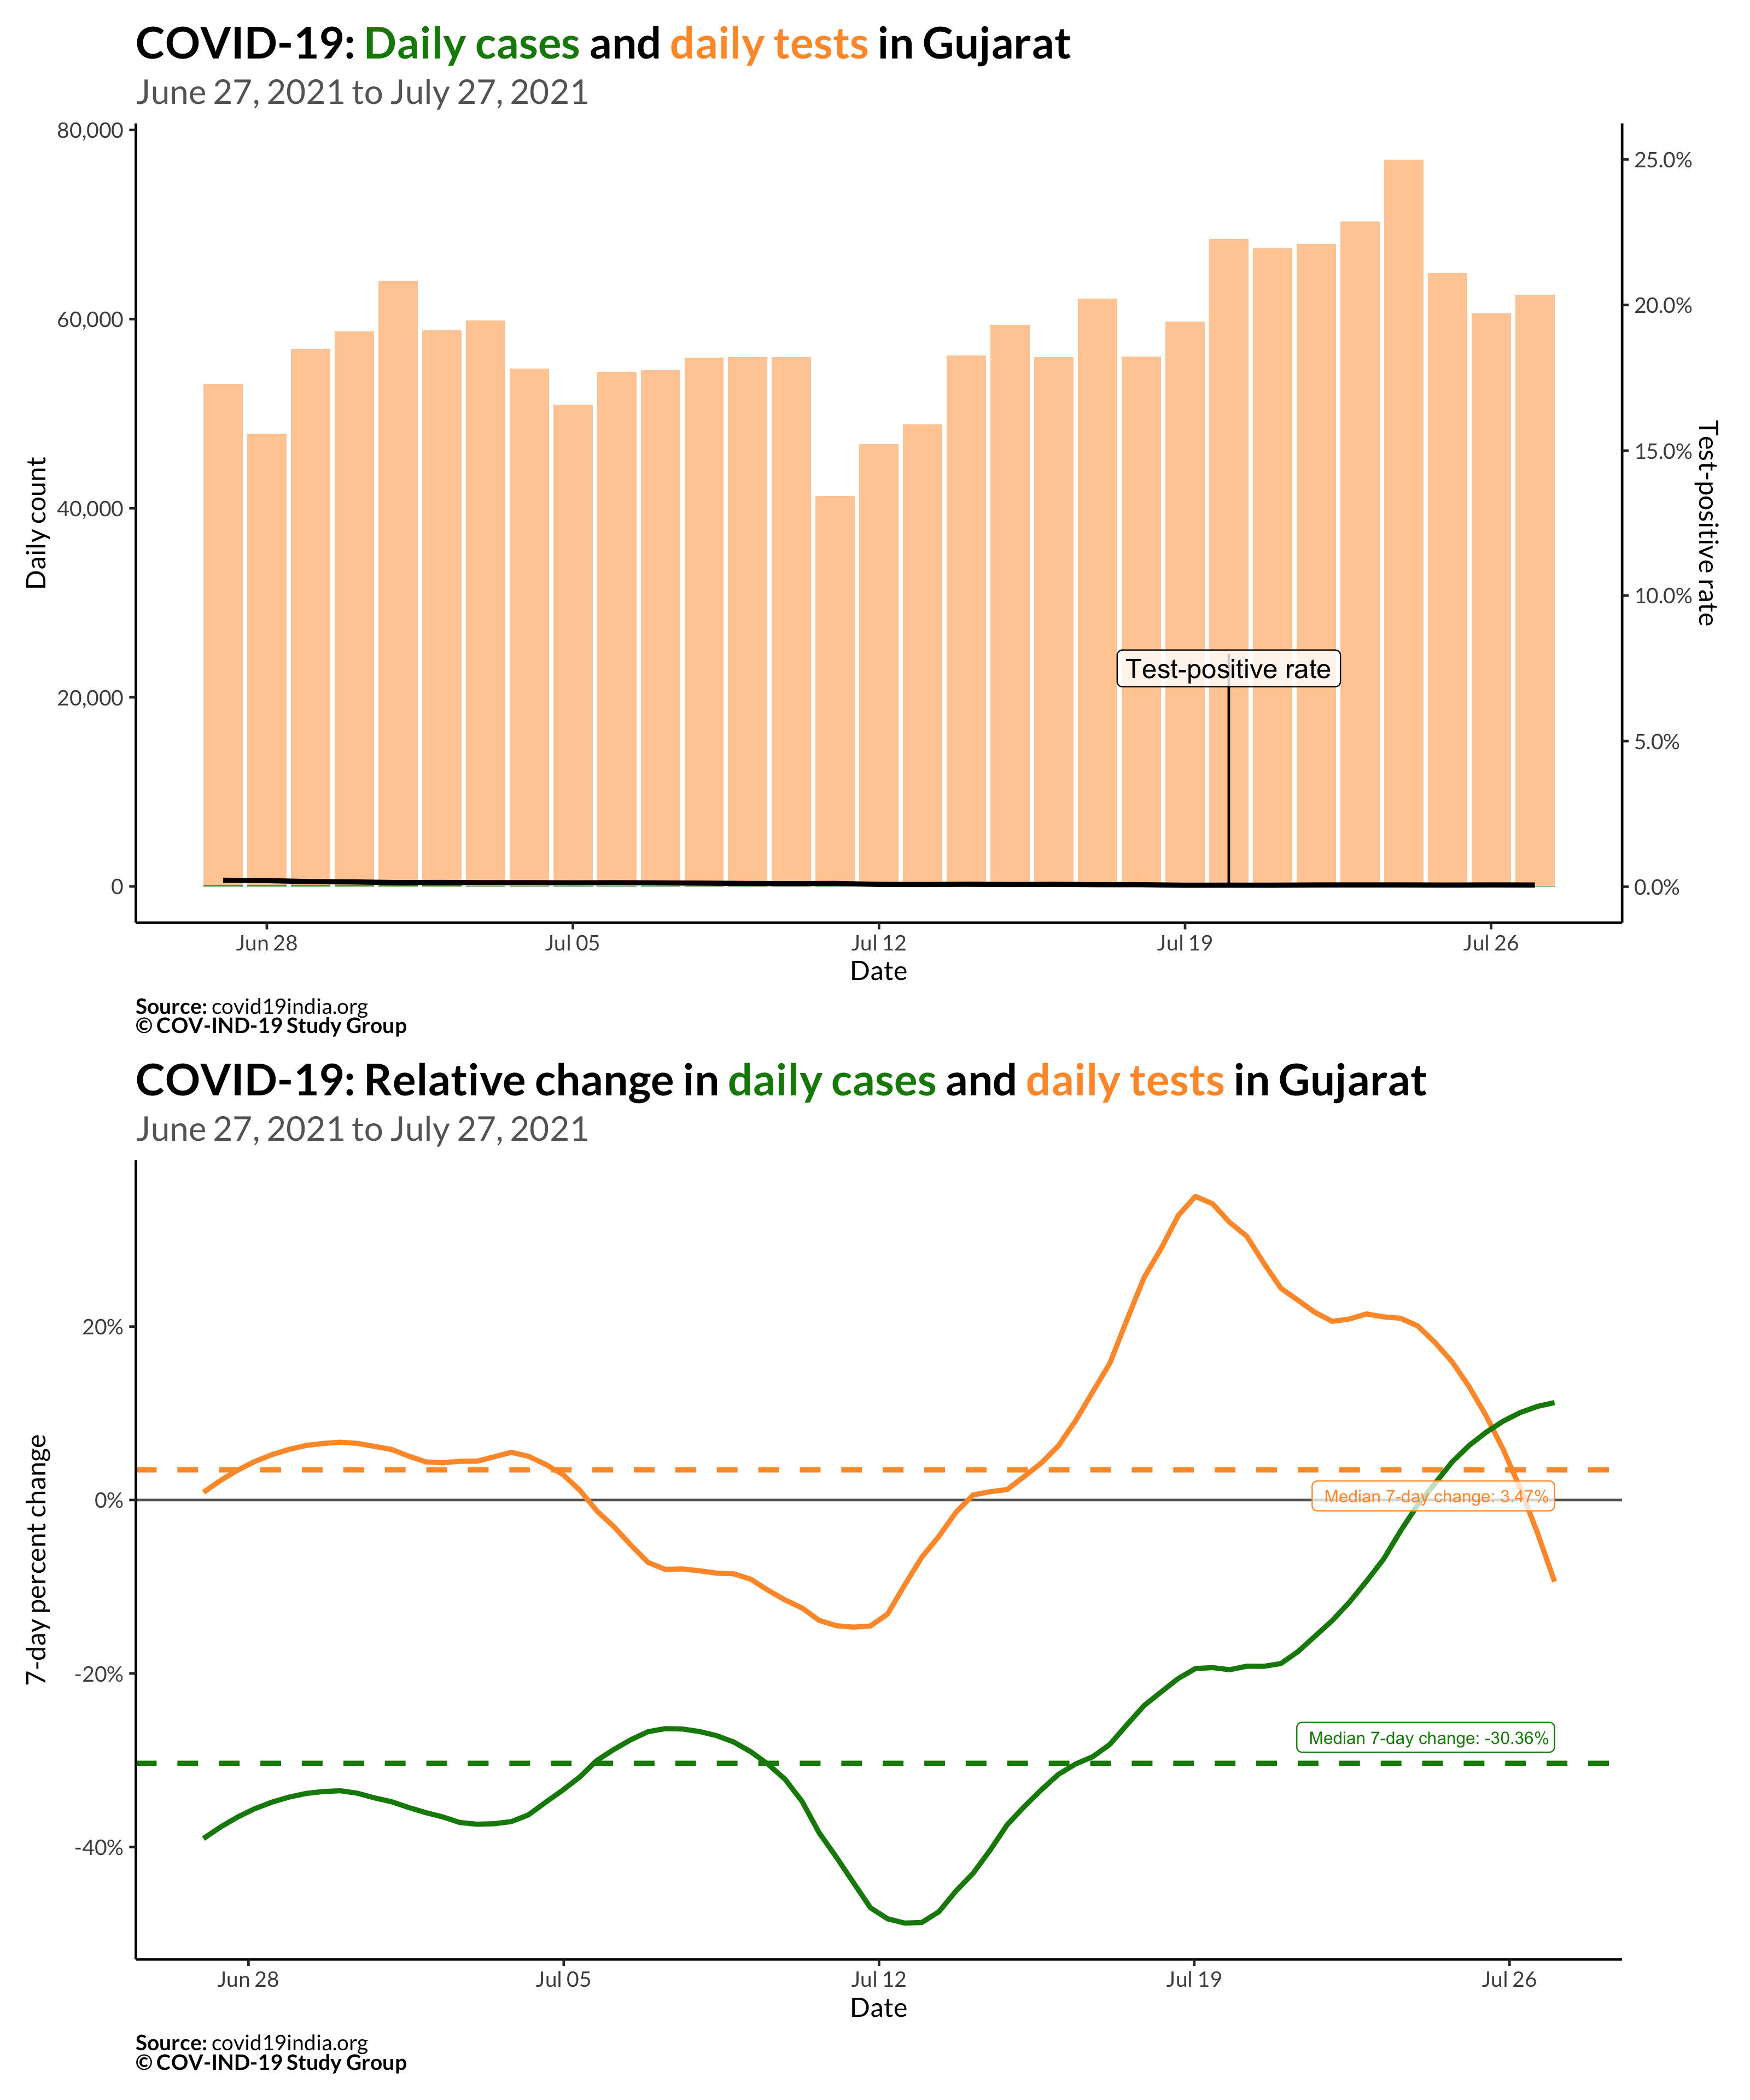 COVID-19: Daily cases and daily tests in Gujarat
June 27, 2021 to July 27, 2021
80,000
60,000
40,000
20,000
0
Daily count
25.0%
20.0%
15.0%
10.0%
5.0%
0.0%
Test-positive rate
Test-positive rate
Jun 28
Jul 05
Jul 12
Jul 19
Jul 26
Date
Source: covid19india.org
© COV-IND-19 Study Group
COVID-19: Relative change in daily cases and daily tests in Gujarat
June 27, 2021 to July 27, 2021
20%
0%
-20%
-40%
7-day percent change
Median 7-day change: 3.47%
Median 7-day change: -30.36%
Jun 28
Jul 05
Jul 12
Jul 19
Jul 26
Date
Source: covid19india.org
© COV-IND-19 Study Group